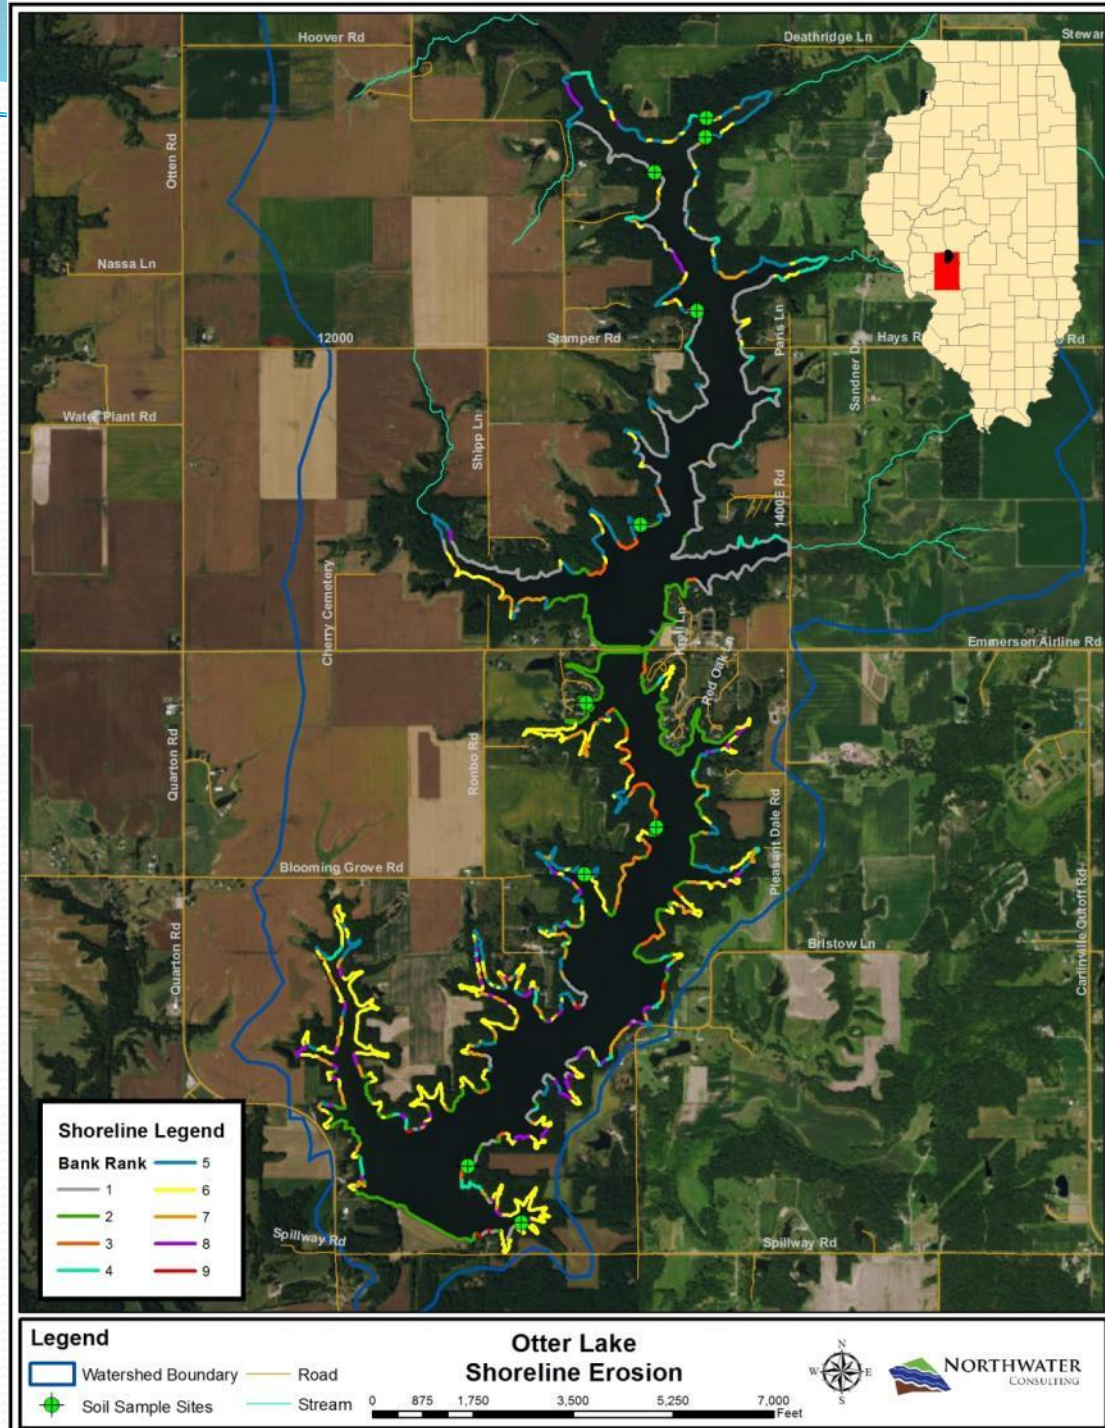 Hoover Rd
Deathridge Ln
Stewar
Otten Rd
Nassa Ln
12000
Stamper Rd
Paris Ln
Hays R
Rd
Sandner Dr
Water Plant Rd
Shipp Ln
1400E Rd
Cherry Cemetery
Emmerson Airline Rd
Red Oak Ln
Quarton Rd
Ronbo Rd
Pleasant Dale Rd
Blooming Grove Rd
Carlinville Cutoff Rd
Quarton Rd
Bristow Ln
Spillway Rd
Spillway Rd
Shoreline Legend
Bank Rank
5
1
6
2
7
3
8
4
9
Legend
Watershed Boundary
Road
Soil Sample Sites
Stream
Otter Lake
Shoreline Erosion
0 875 1,750 3,500 5,250 7,000
Feet
N
W
E
S
NORTHWATER
CONSULTING